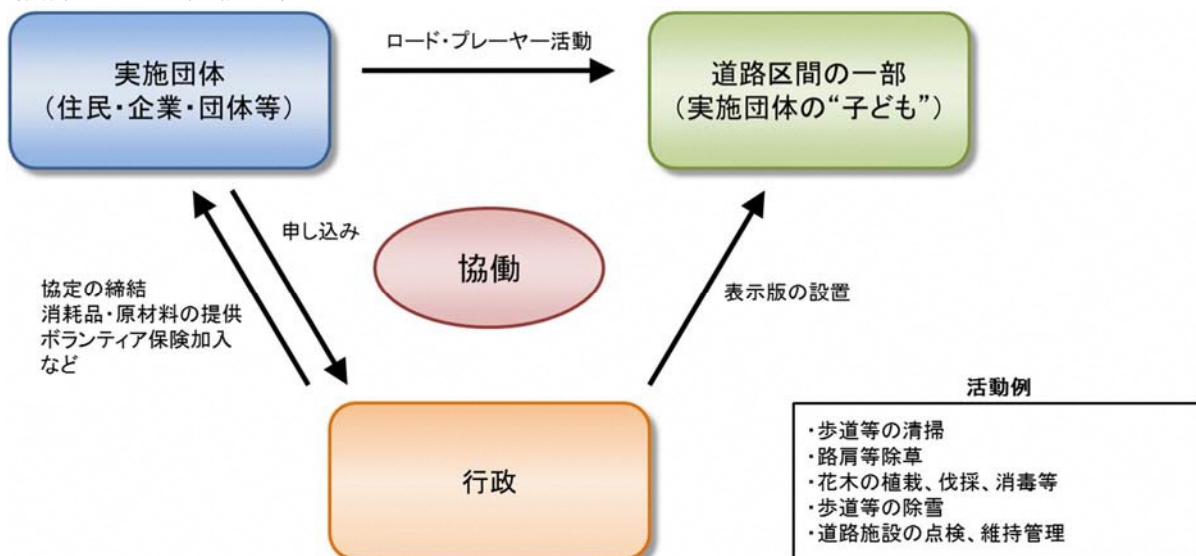 実施団体
（住民・企業・団体等）
ロード・プレーヤー活動
道路区間の一部
（実施団体の“子ども”）
申し込み
協働
協定の締結
消耗品・原材料の提供
ボランティア保険加入
など
表示版の設置
行政
活動例
・歩道等の清掃
・路肩等除草
・花木の植栽、伐採、消毒等
・歩道等の除雪
・道路施設の点検、維持管理